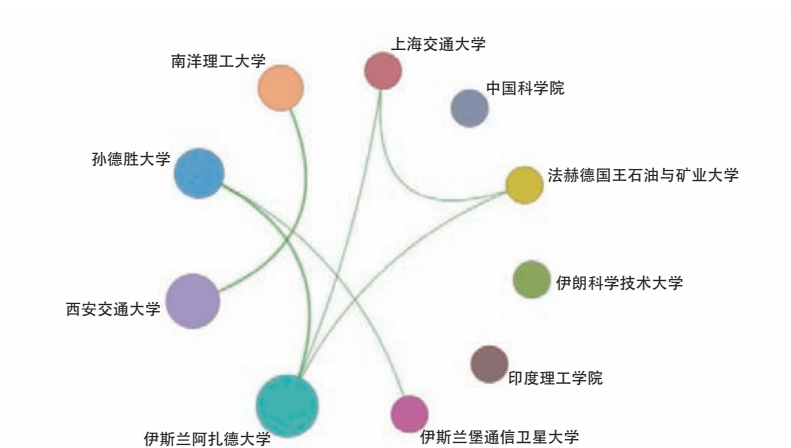 上海交通大学
南洋理工大学
中国科学院
孙德胜大学
法赫德国王石油与矿业大学
伊朗科学技术大学
西安交通大学
印度理工学院
伊斯兰阿扎德大学
伊斯兰堡通信卫星大学